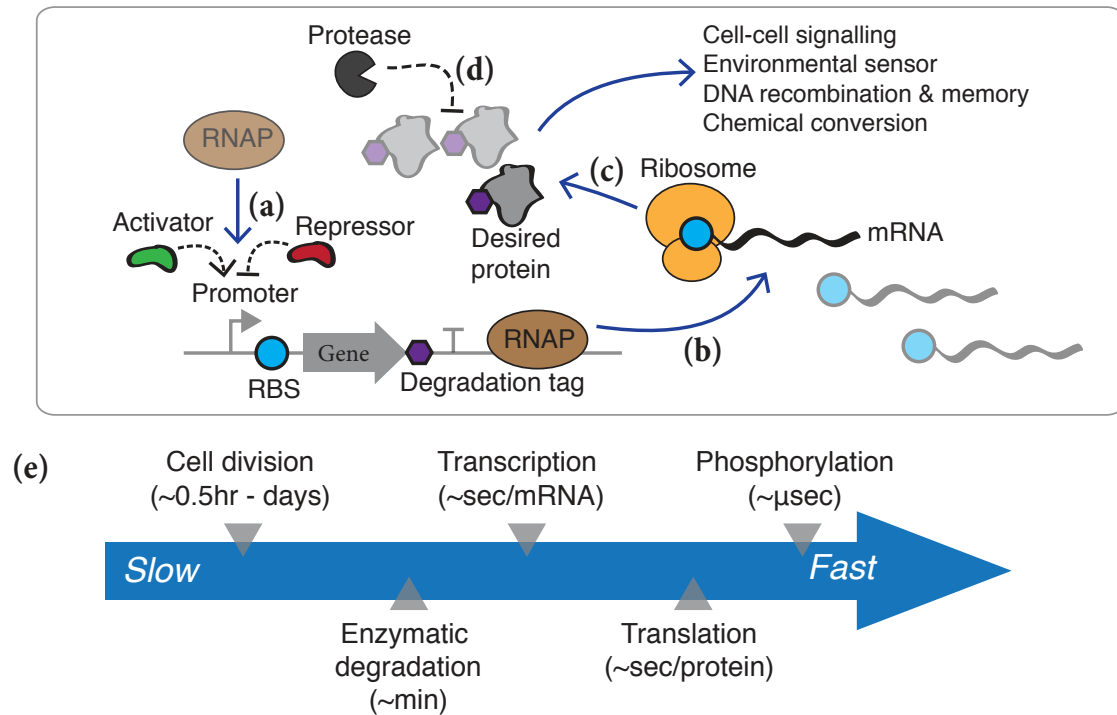 Protease
(d)
Cell-cell signalling
Environmental sensor
DNA recombination & memory
Chemical conversion
RNAP
(a)
Activator
Repressor
Promoter
(c)
Ribosome
Desired
protein
mRNA
Gene
RNAP
(b)
RBS
Degradation tag
(e)
Cell division
(~0.5hr - days)
Transcription
(~sec/mRNA)
Phosphorylation
(~µsec)
Slow
Fast
Enzymatic
degradation
(~min)
Translation
(~sec/protein)